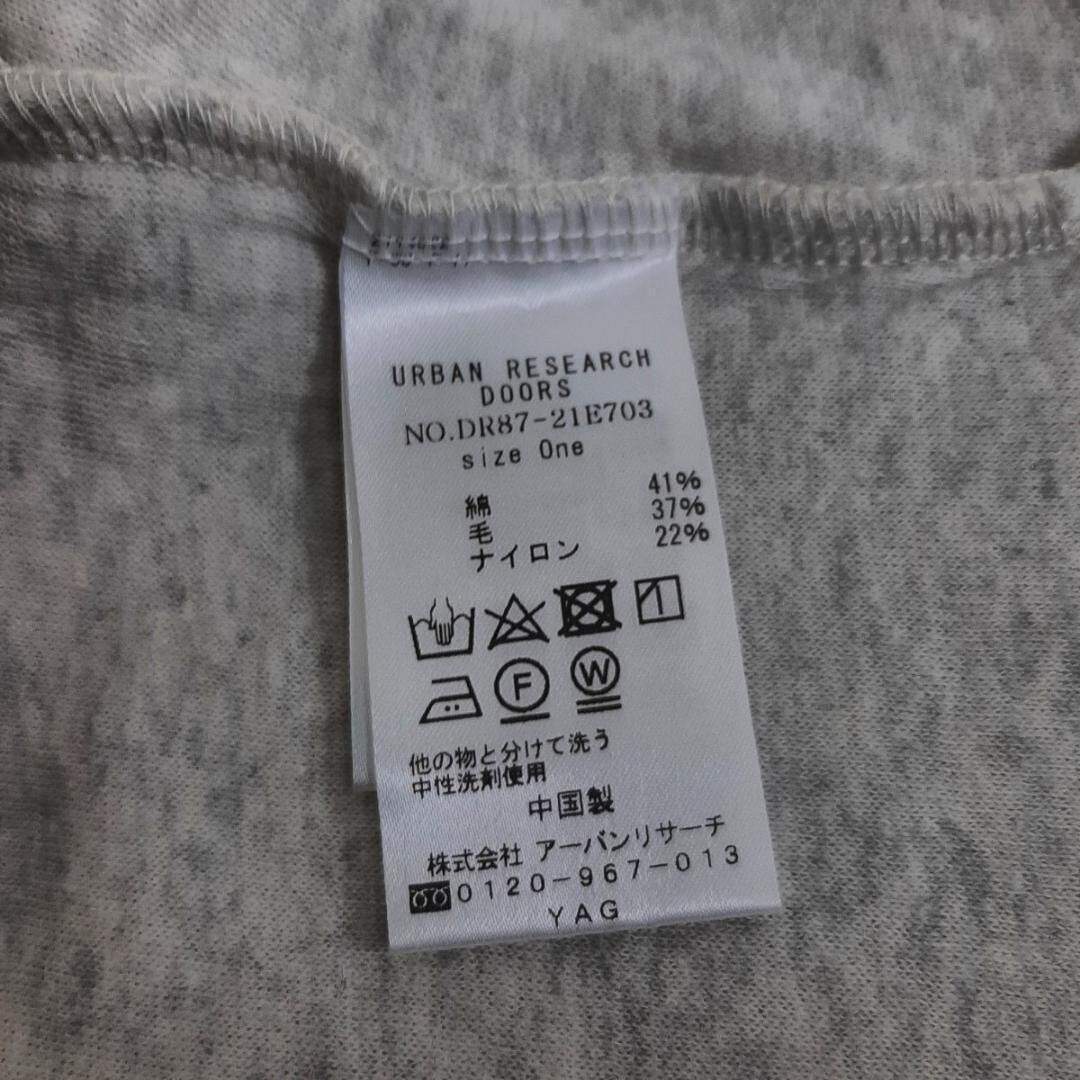 URBAN RESEARCH
DOORS
NO.DR87-21E703
size One
綿 41%
毛 37%
ナイロン 22%
F W
他の物と分けて洗う
中性洗剤使用
中国製
株式会社 アーバンリサーチ
0120-967-013
YAG